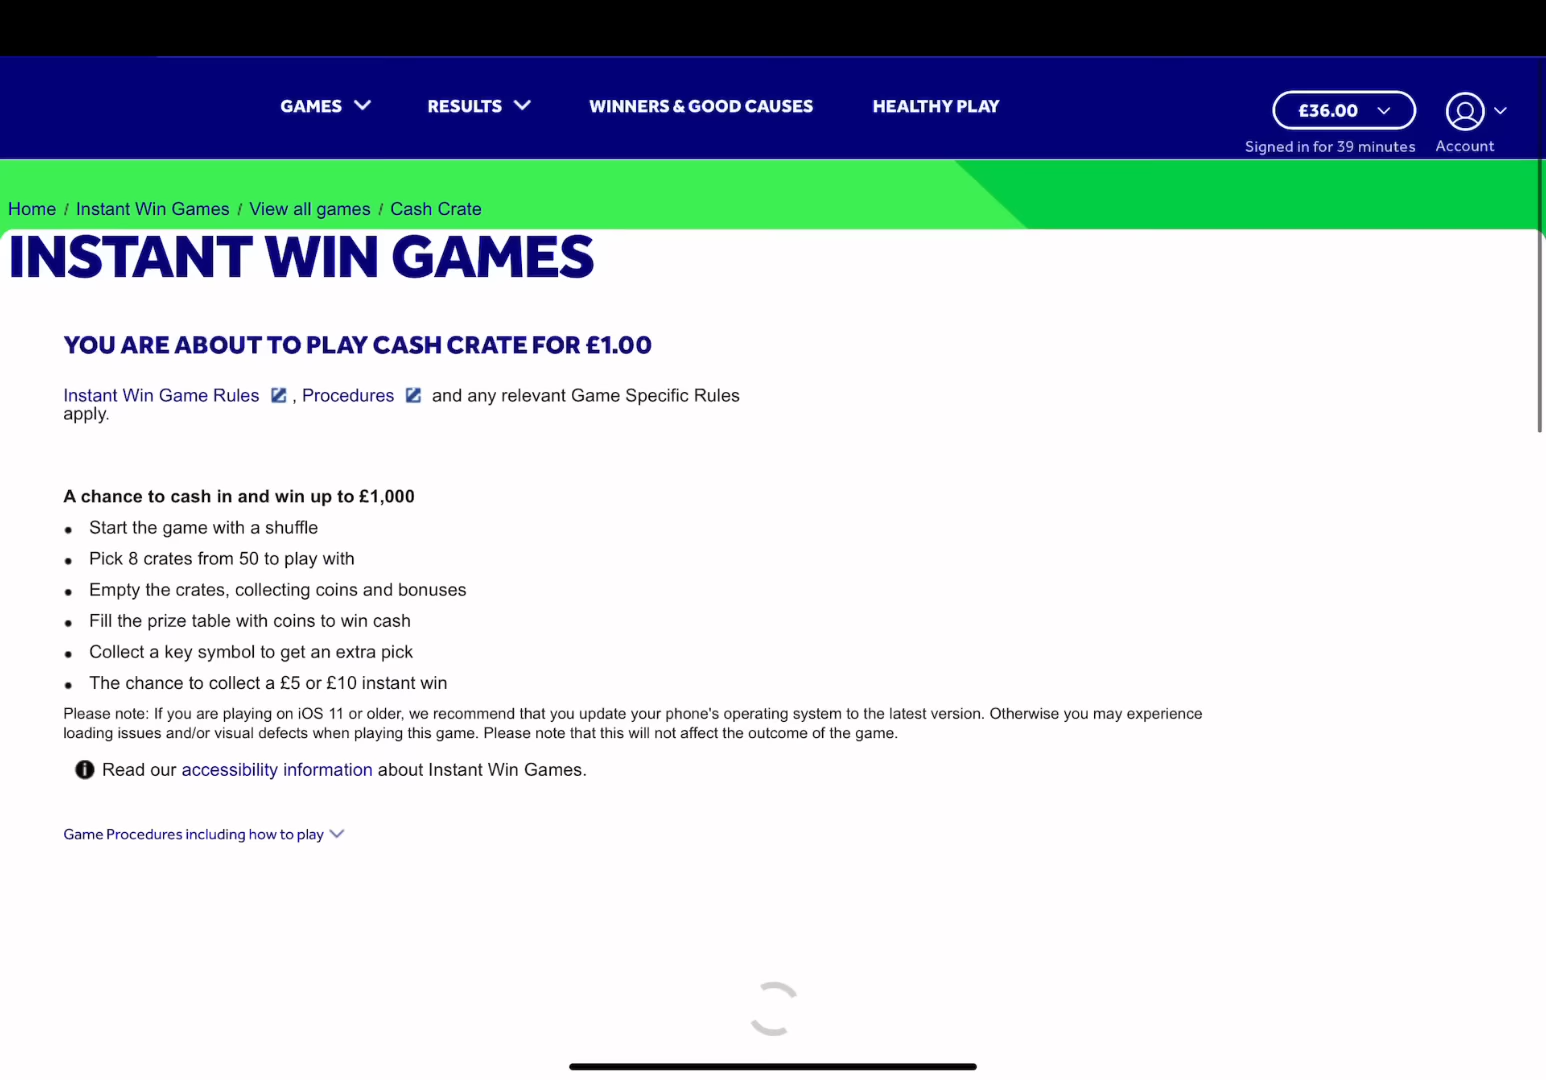 GAMES RESULTS WINNERS & GOOD CAUSES HEALTHY PLAY £36.00
Signed in for 39 minutes Account
Home / Instant Win Games / View all games / Cash Crate
INSTANT WIN GAMES
YOU ARE ABOUT TO PLAY CASH CRATE FOR £1.00
Instant Win Game Rules , Procedures and any relevant Game Specific Rules
apply.
A chance to cash in and win up to £1,000
• Start the game with a shuffle
• Pick 8 crates from 50 to play with
• Empty the crates, collecting coins and bonuses
• Fill the prize table with coins to win cash
• Collect a key symbol to get an extra pick
• The chance to collect a £5 or £10 instant win
Please note: If you are playing on iOS 11 or older, we recommend that you update your phone's operating system to the latest version. Otherwise you may experience
loading issues and/or visual defects when playing this game. Please note that this will not affect the outcome of the game.
Read our accessibility information about Instant Win Games.
Game Procedures including how to play